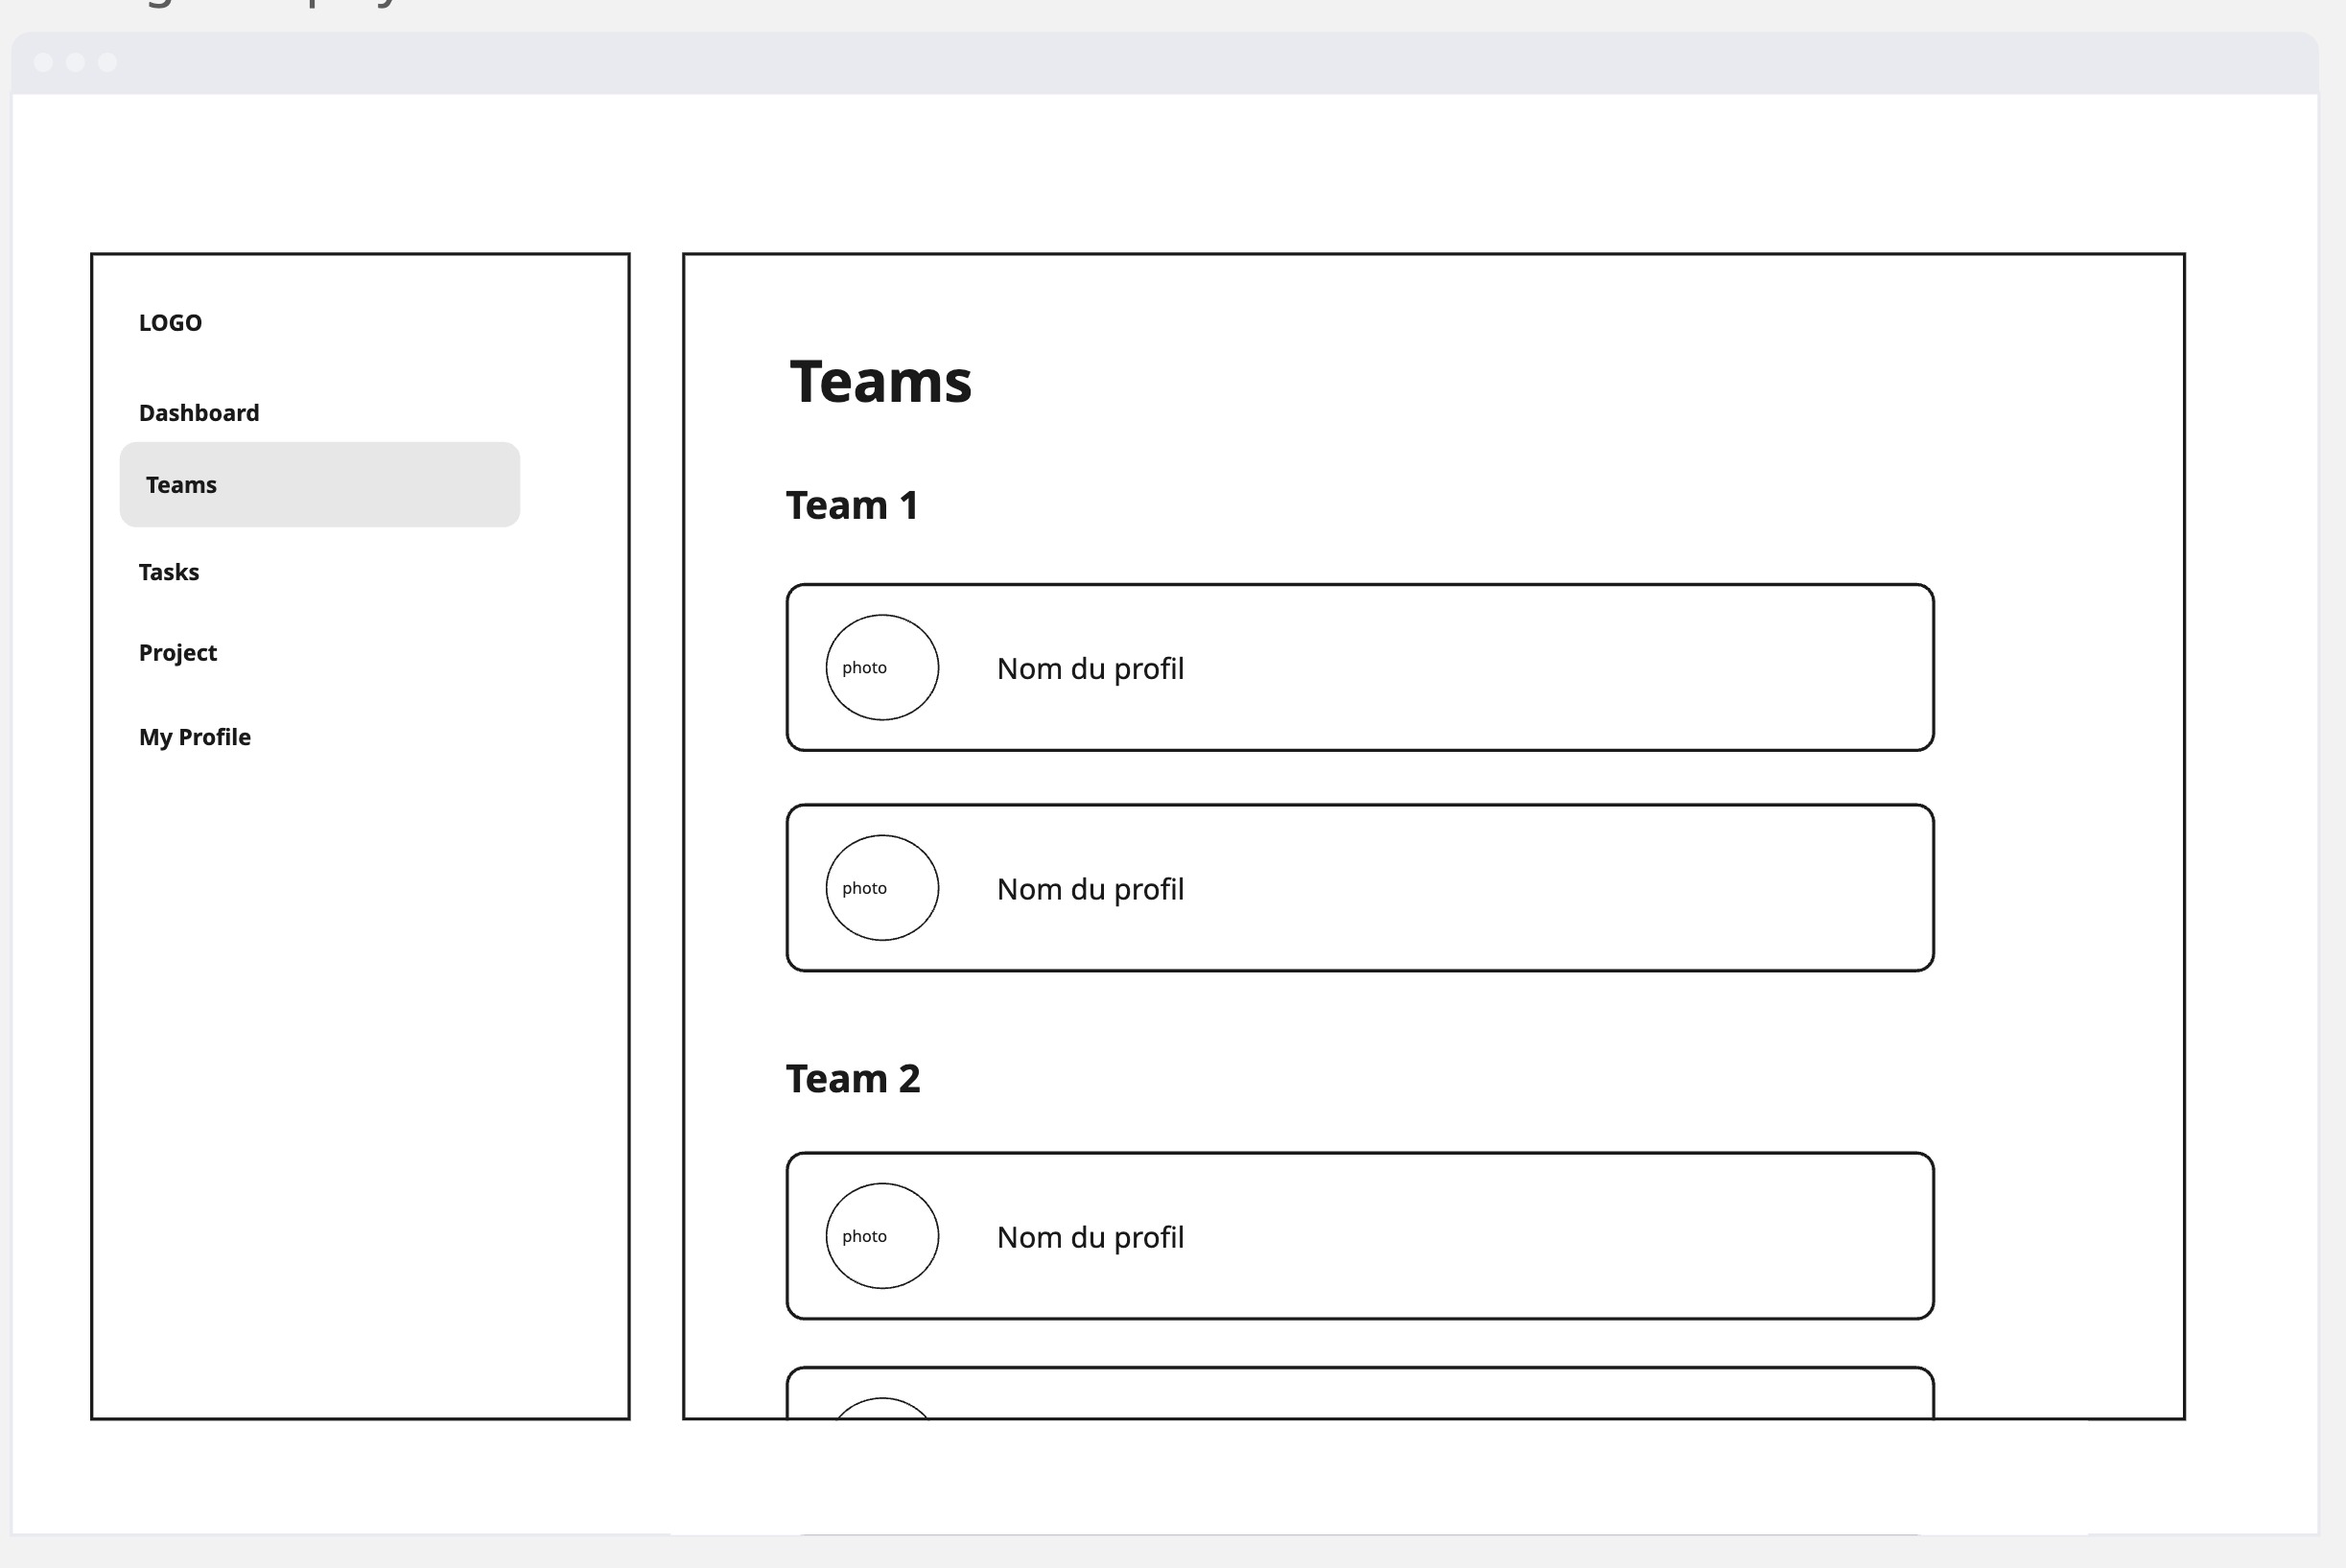 LOGO
Dashboard
Teams
Tasks
Project
My Profile
Teams
Team 1
photo
Nom du profil
photo
Nom du profil
Team 2
photo
Nom du profil